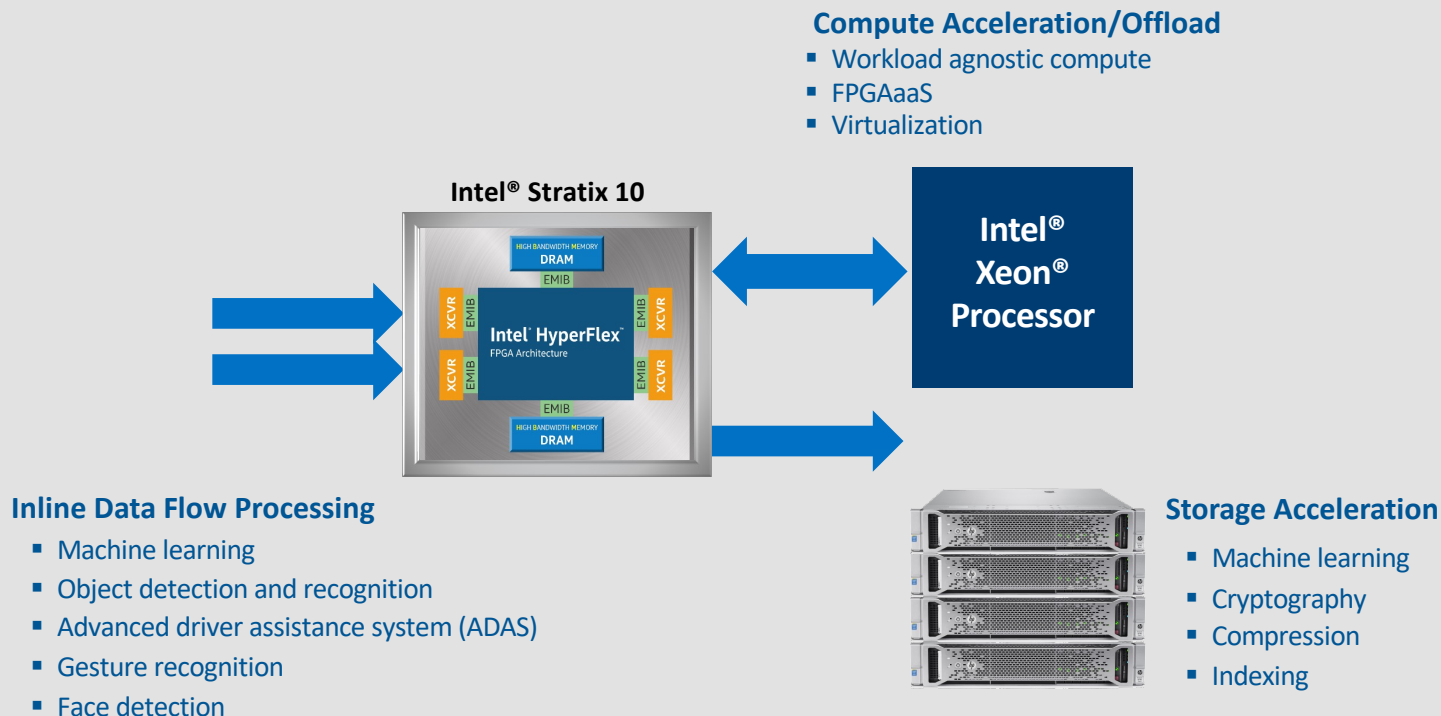 Compute Acceleration/Offload
▪ Workload agnostic compute
▪ FPGAaaS
▪ Virtualization
Intel® Stratix 10
HIGH BANDWIDTH MEMORY
DRAM
EMIB
XCVR
EMIB
EMIB
XCVR
Intel® HyperFlex™
FPGA Architecture
XCVR
EMIB
EMIB
XCVR
EMIB
HIGH BANDWIDTH MEMORY
DRAM
Intel®
Xeon®
Processor
Inline Data Flow Processing
▪ Machine learning
▪ Object detection and recognition
▪ Advanced driver assistance system (ADAS)
▪ Gesture recognition
▪ Face detection
Storage Acceleration
▪ Machine learning
▪ Cryptography
▪ Compression
▪ Indexing